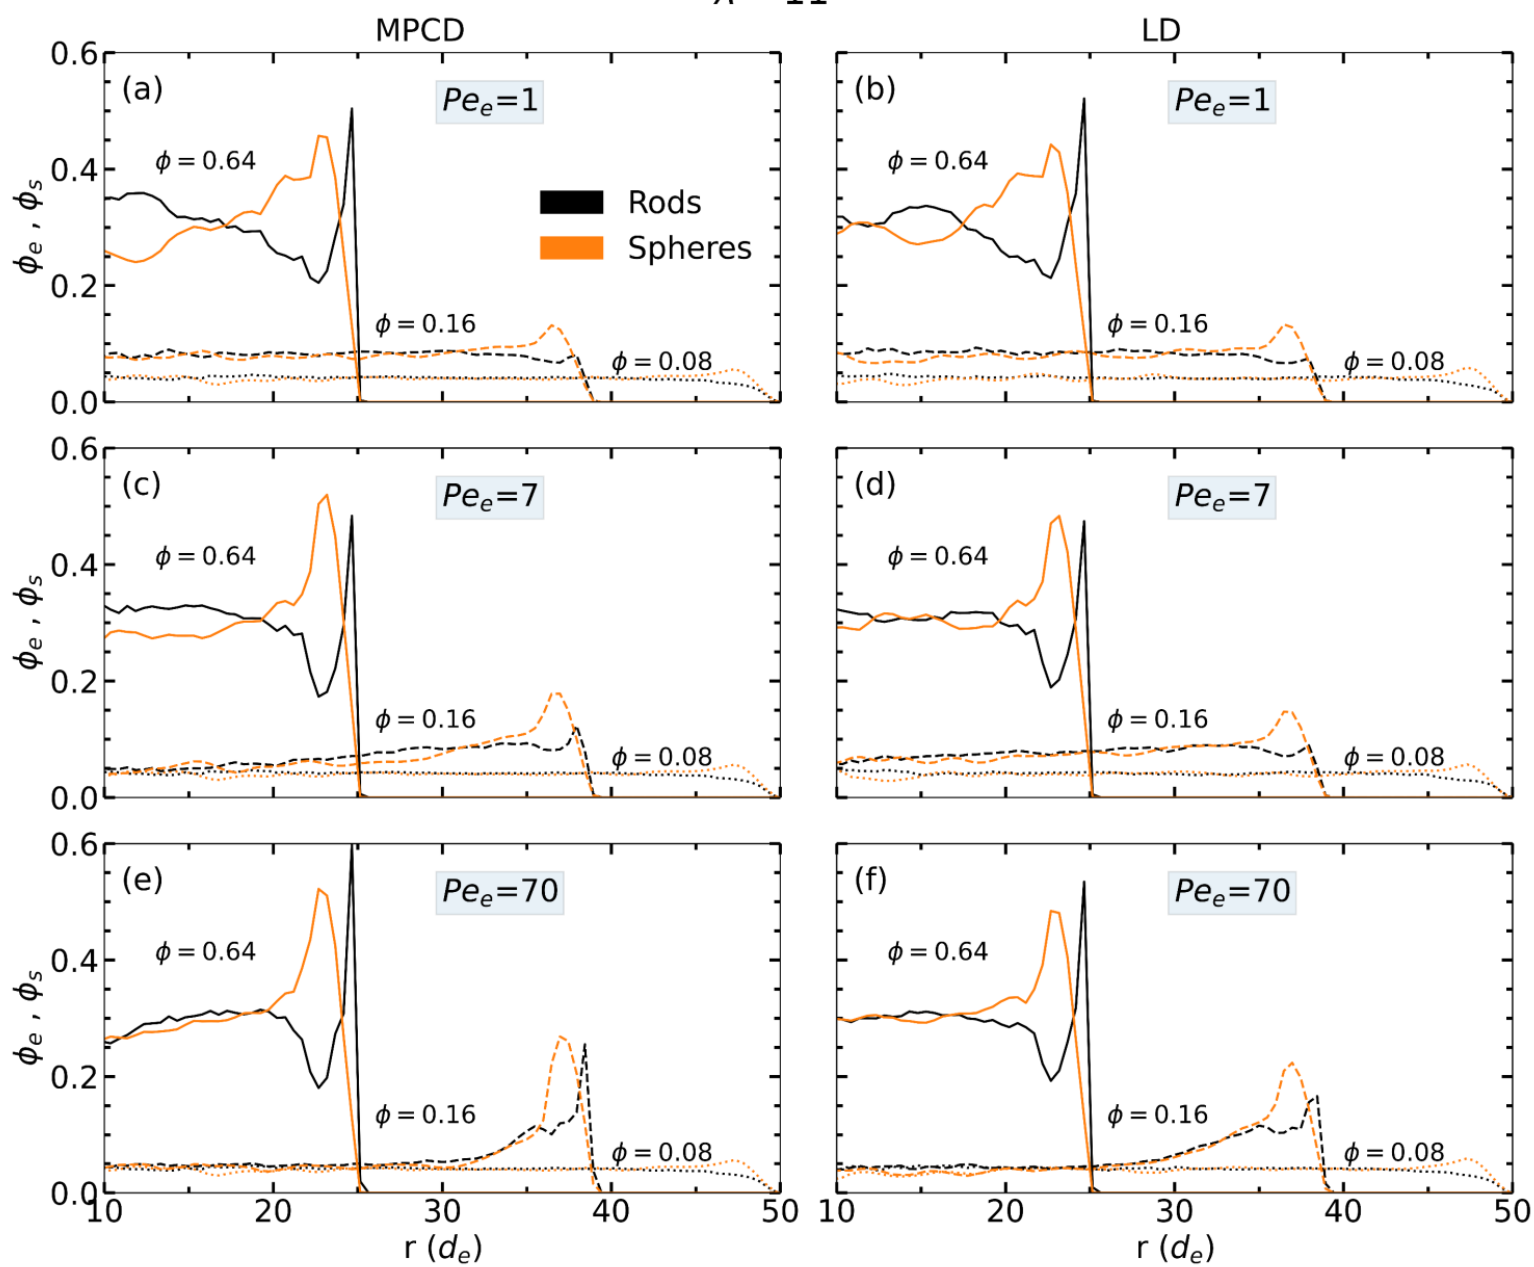 MPCD
LD
0.6
(a)
Pe_e=1
(b)
Pe_e=1
ϕ = 0.64
ϕ = 0.64
0.4
Rods
Spheres
ϕ_e , ϕ_s
0.2
ϕ = 0.16
ϕ = 0.16
ϕ = 0.08
ϕ = 0.08
0.0
0.6
(c)
Pe_e=7
(d)
Pe_e=7
ϕ = 0.64
ϕ = 0.64
0.4
ϕ_e , ϕ_s
0.2
ϕ = 0.16
ϕ = 0.16
ϕ = 0.08
ϕ = 0.08
0.0
0.6
(e)
Pe_e=70
(f)
Pe_e=70
ϕ = 0.64
ϕ = 0.64
0.4
ϕ_e , ϕ_s
0.2
ϕ = 0.16
ϕ = 0.16
ϕ = 0.08
ϕ = 0.08
0.0
10 20 30 40 50
10 20 30 40 50
r (d_e)
r (d_e)